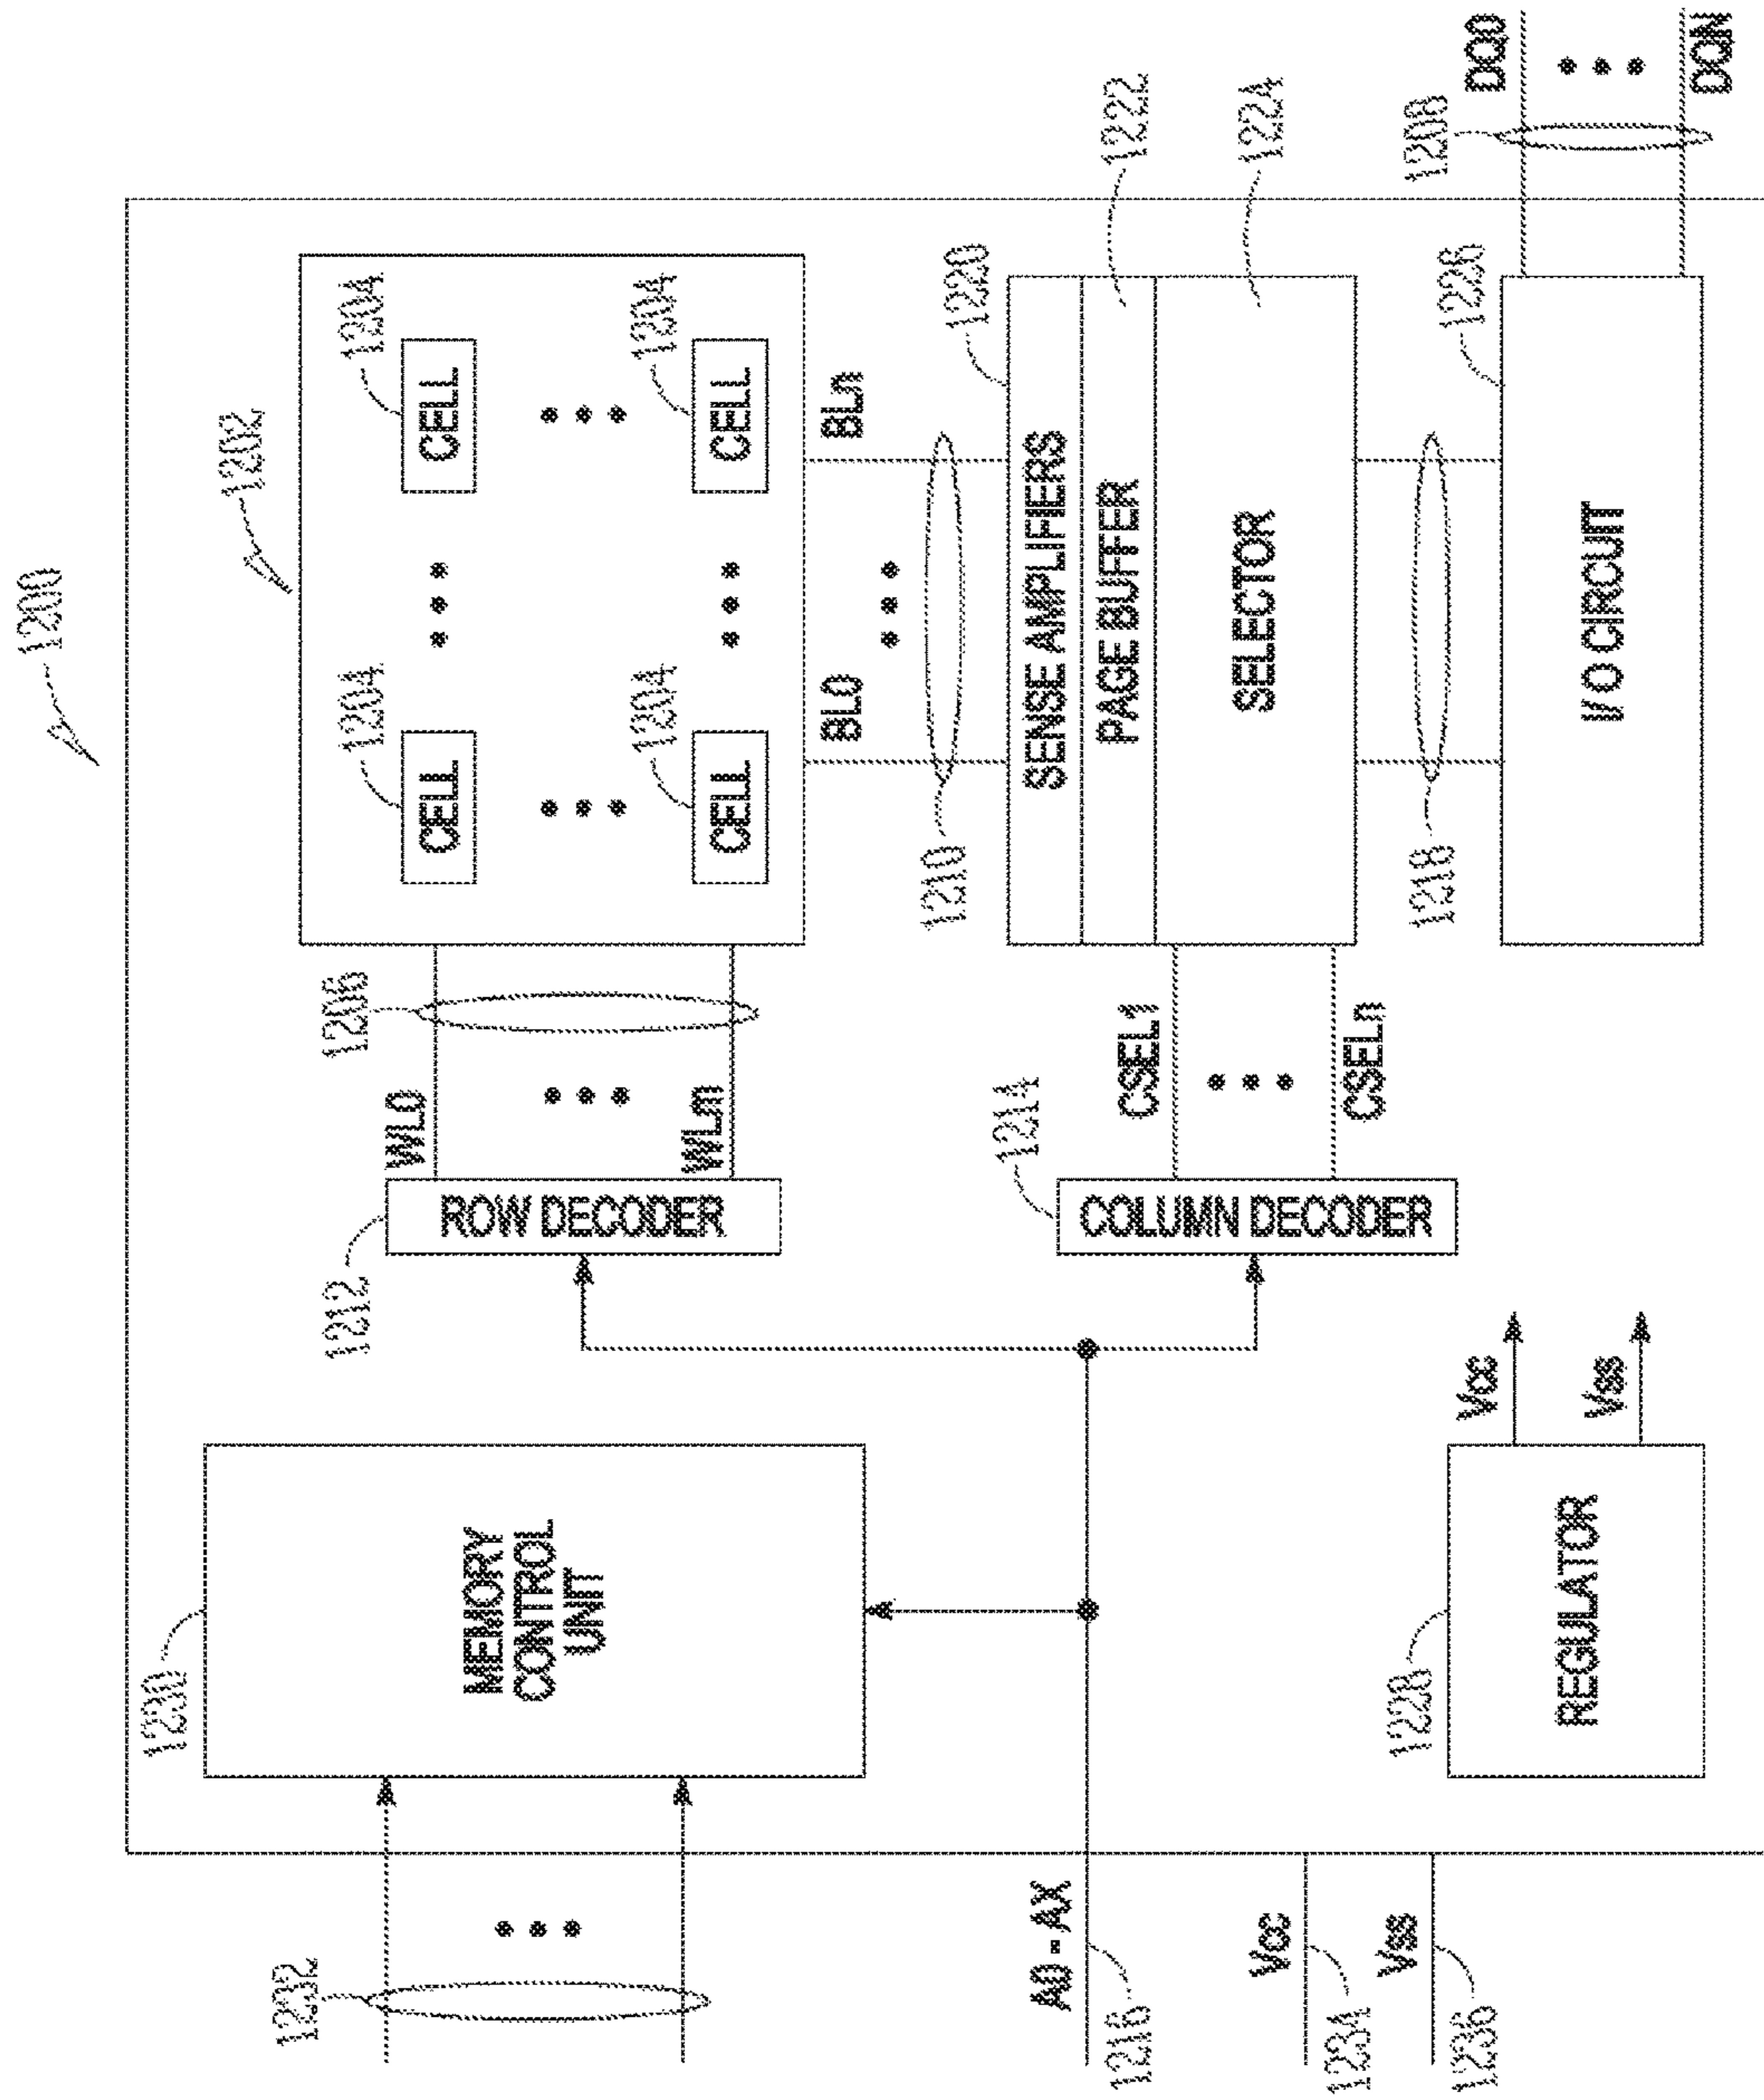 1200
1202
1204
CELL
1204
CELL
1204
CELL
1204
CELL
1206
WL0
WLm
1212
ROW DECODER
1230
MEMORY
CONTROL
UNIT
1232
BL0
BLn
1210
1220
SENSE AMPLIFIERS
PAGE BUFFER
1222
SELECTOR
1224
CSEL1
CSELn
1214
COLUMN DECODER
A0 - AX
1216
1218
1226
I/O CIRCUIT
1208
DQ0
DQN
Vcc
1234
Vss
1236
1228
REGULATOR
Vcc
Vss